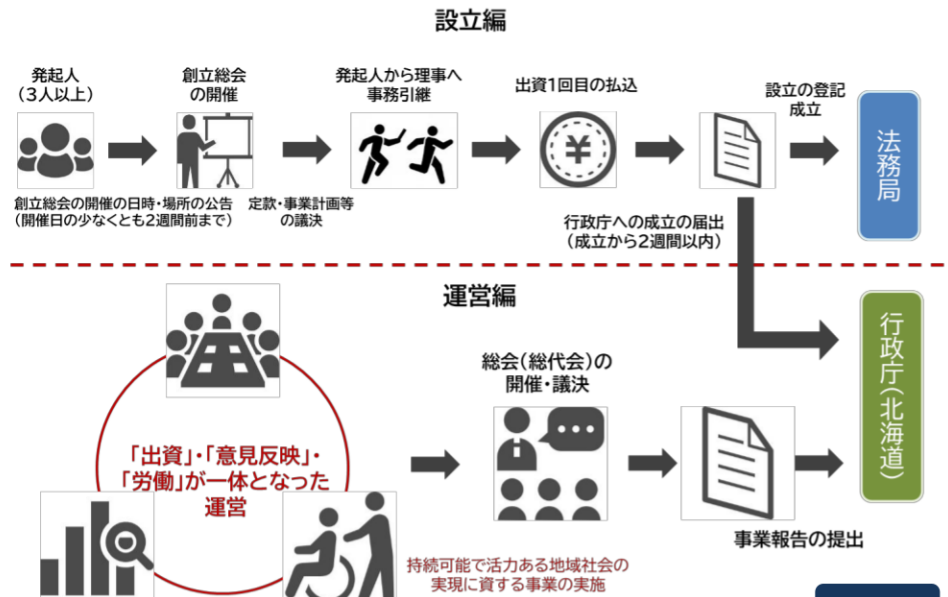 設立編
発起人
（3人以上）
創立総会
の開催
発起人から理事へ
事務引継
出資1回目の払込
設立の登記
成立
法務局
¥
創立総会の開催の日時・場所の公告
（開催日の少なくとも2週間前まで）
定款・事業計画等
の議決
行政庁への成立の届出
（成立から2週間以内）
運営編
行政庁（北海道）
総会（総代会）の
開催・議決
「出資」・「意見反映」・
「労働」が一体となった
運営
事業報告の提出
持続可能で活力ある地域社会の
実現に資する事業の実施